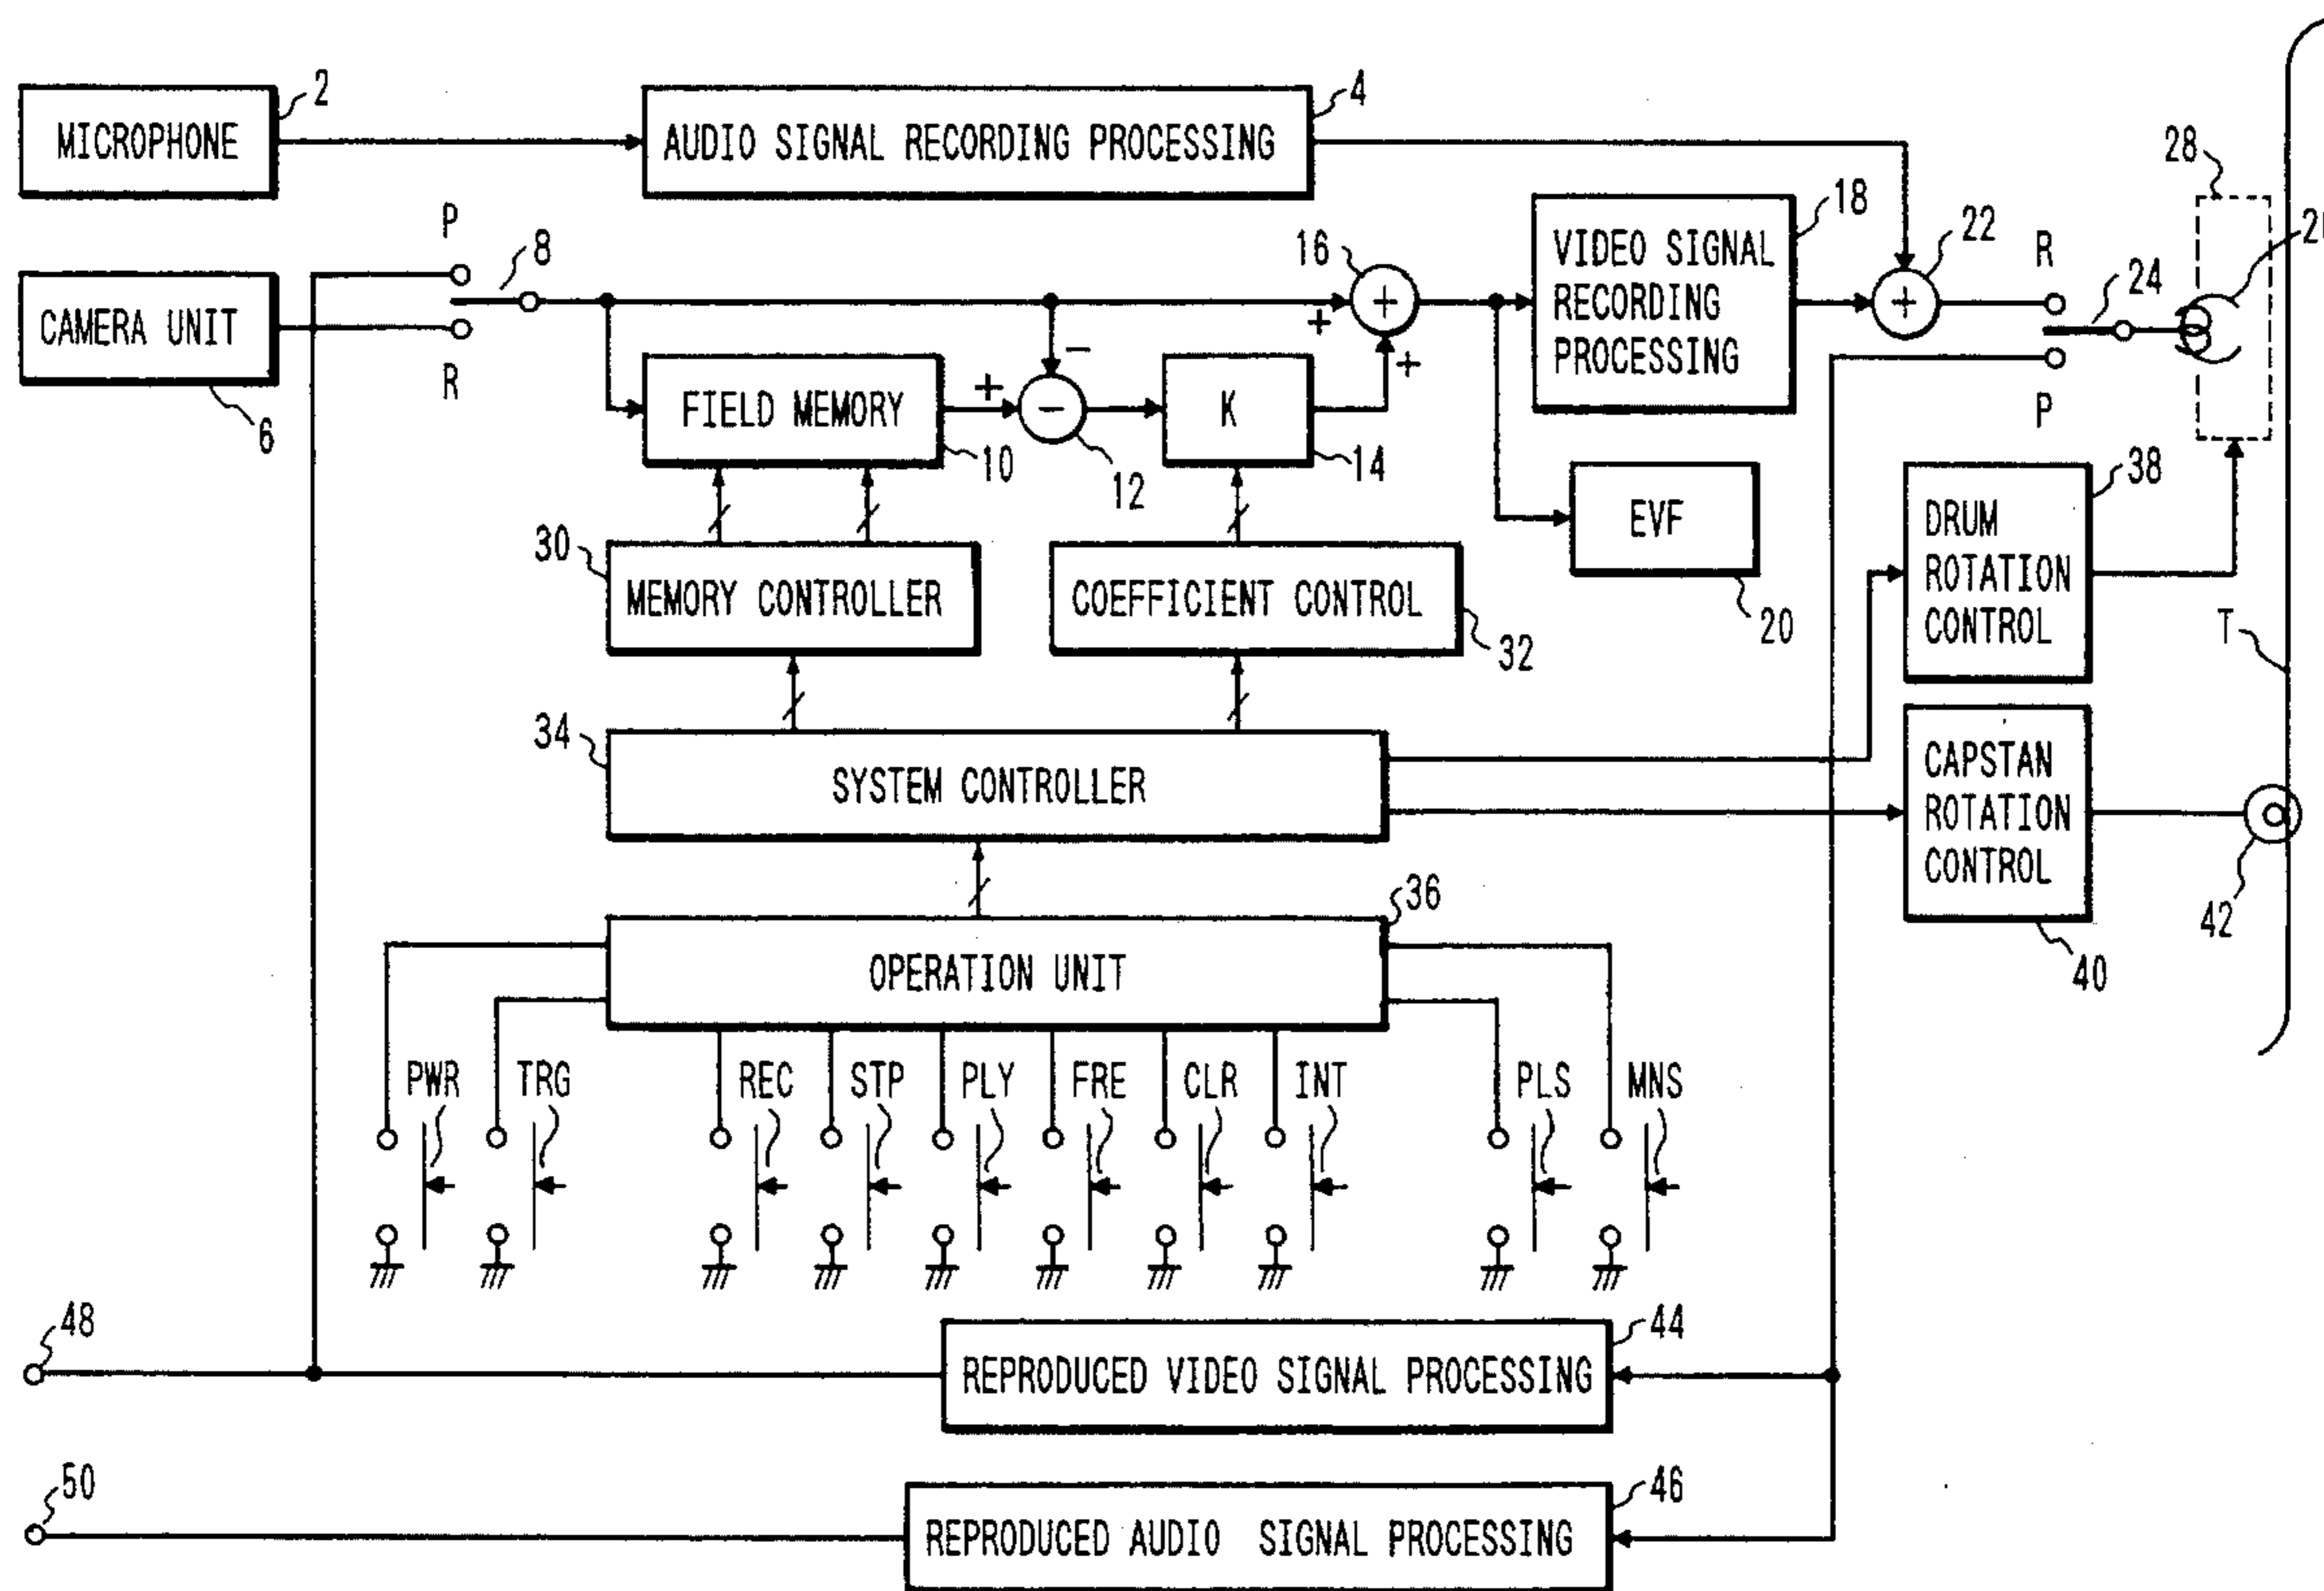 2
4
MICROPHONE
AUDIO SIGNAL RECORDING PROCESSING
28
P
8
16
18
22
R
24
CAMERA UNIT
VIDEO SIGNAL
RECORDING
PROCESSING
+
+
+
-
R
6
FIELD MEMORY
+
-
K
+
P
10
12
14
38
30
EVF
DRUM
ROTATION
CONTROL
MEMORY CONTROLLER
COEFFICIENT CONTROL
32
20
T
34
SYSTEM CONTROLLER
CAPSTAN
ROTATION
CONTROL
36
42
OPERATION UNIT
40
PWR TRG REC STP PLY FRE CLR INT PLS MNS
48
44
REPRODUCED VIDEO SIGNAL PROCESSING
50
46
REPRODUCED AUDIO SIGNAL PROCESSING